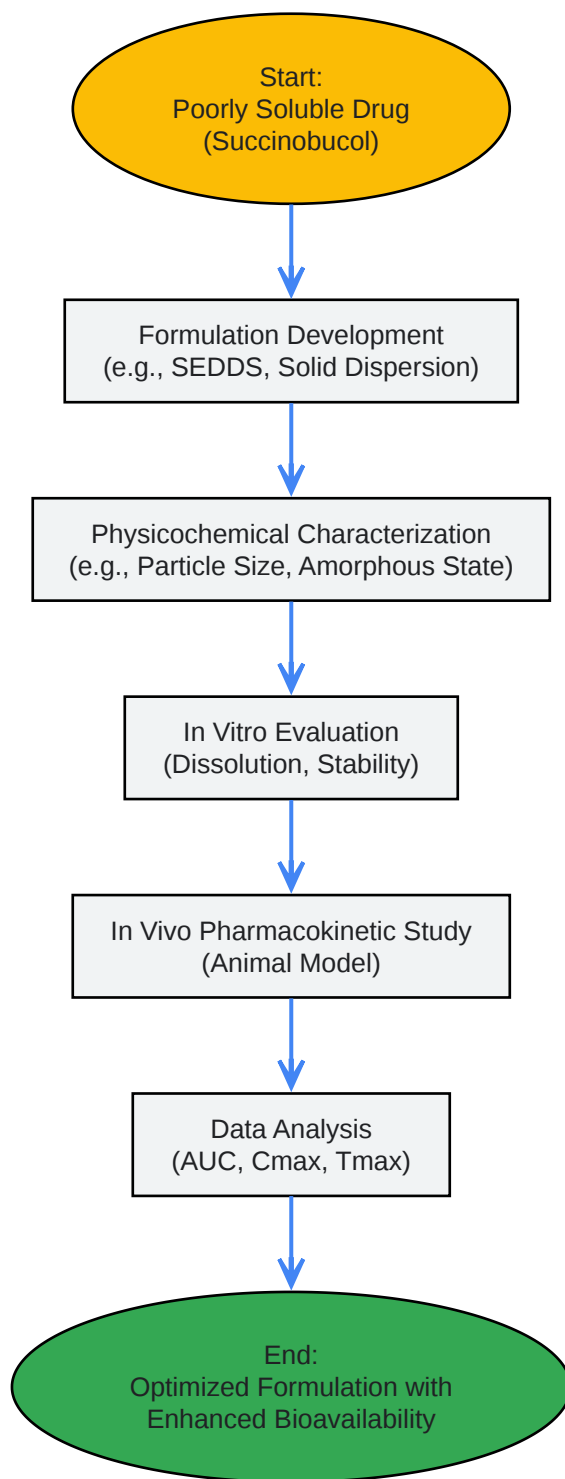 Start:
Poorly Soluble Drug
(Succinobucol)
Formulation Development
(e.g., SEDDS, Solid Dispersion)
Physicochemical Characterization
(e.g., Particle Size, Amorphous State)
In Vitro Evaluation
(Dissolution, Stability)
In Vivo Pharmacokinetic Study
(Animal Model)
Data Analysis
(AUC, Cmax, Tmax)
End:
Optimized Formulation with
Enhanced Bioavailability